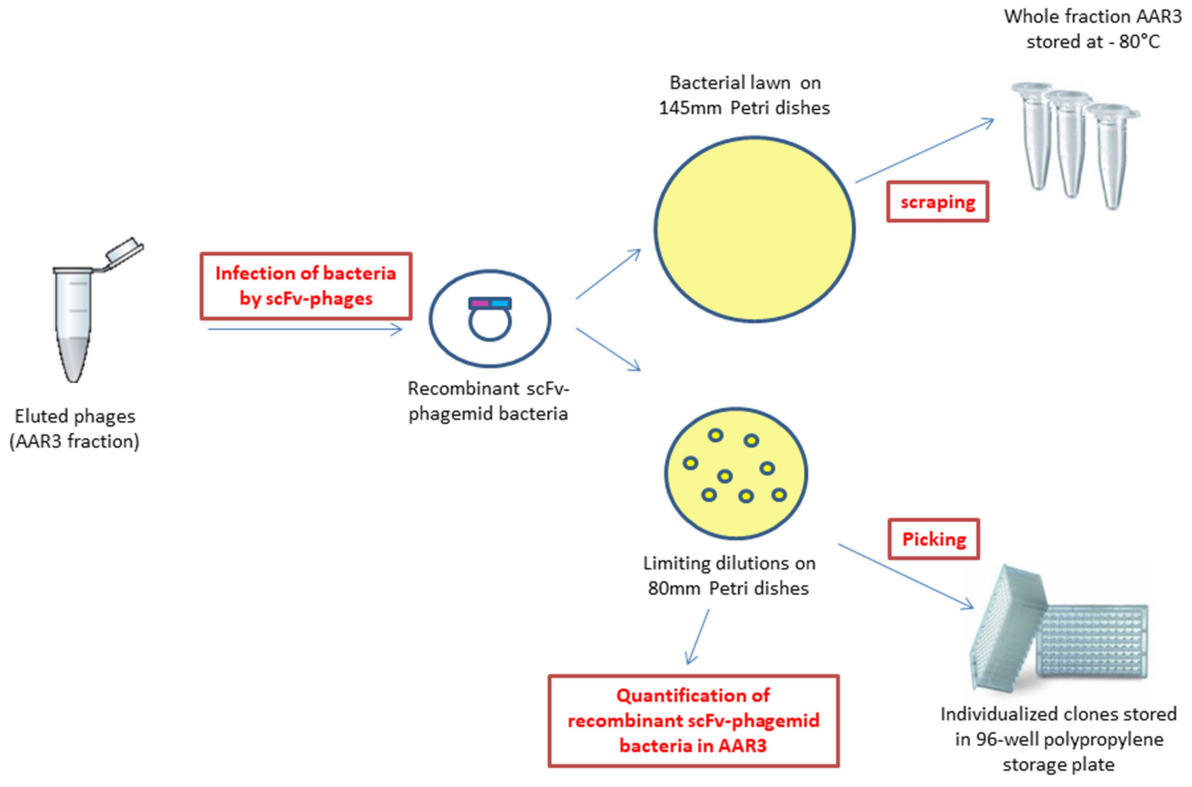 Whole fraction AAR3
stored at - 80°C
Bacterial lawn on
145mm Petri dishes
scraping
Infection of bacteria
by scFv-phages
Recombinant scFv-
phagemid bacteria
Eluted phages
(AAR3 fraction)
Picking
Limiting dilutions on
80mm Petri dishes
Quantification of
recombinant scFv-phagemid
bacteria in AAR3
Individualized clones stored
in 96-well polypropylene
storage plate